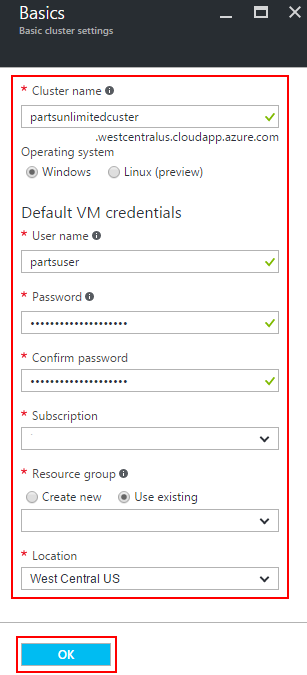 Basics
Basic cluster settings
* Cluster name
partsunlimitedcuster
.westcentralus.cloudapp.azure.com
Operating system
Windows Linux (preview)
Default VM credentials
* User name
partsuser
* Password
••••••••••••••••••••
* Confirm password
••••••••••••••••••••
* Subscription
* Resource group
Create new Use existing
* Location
West Central US
OK